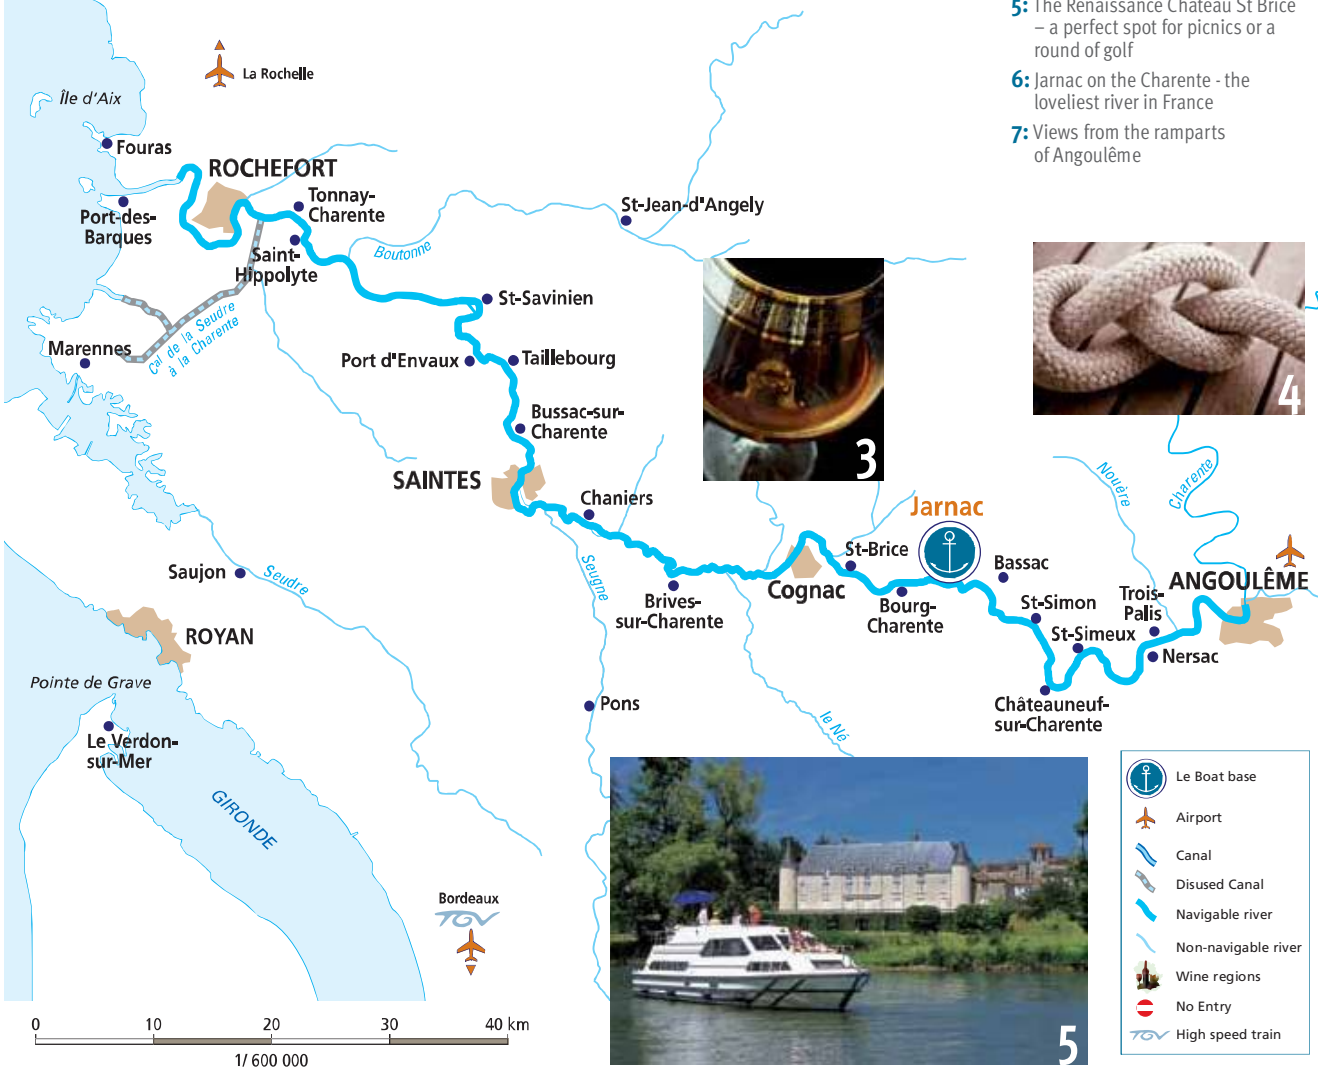 5: The Renaissance Château St Brice
– a perfect spot for picnics or a
round of golf
6: Jarnac on the Charente - the
loveliest river in France
7: Views from the ramparts
of Angoulême
La Rochelle
Île d'Aix
Fouras
ROCHEFORT
Tonnay-
Charente
Port-des-
Barques
Saint-
Hippolyte
Boutonne
St-Jean-d'Angely
St-Savinien
Cal de la Seudre
à la Charente
Marennes
Port d'Envaux
Taillebourg
Bussac-sur-
Charente
SAINTES
Chaniers
3
4
Nouère
Charente
Jarnac
St-Brice
Bassac
Saujon
Seudre
Seugne
Cognac
Brives-
sur-Charente
Bourg-
Charente
St-Simon
Trois-
Palis
ANGOULÊME
St-Simeux
Nersac
ROYAN
Pointe de Grave
Pons
Châteauneuf-
sur-Charente
le Né
Le Verdon-
sur-Mer
GIRONDE
Bordeaux
TGV
5
Le Boat base
Airport
Canal
Disused Canal
Navigable river
Non-navigable river
Wine regions
No Entry
TGV High speed train
0 10 20 30 40 km
1/ 600 000